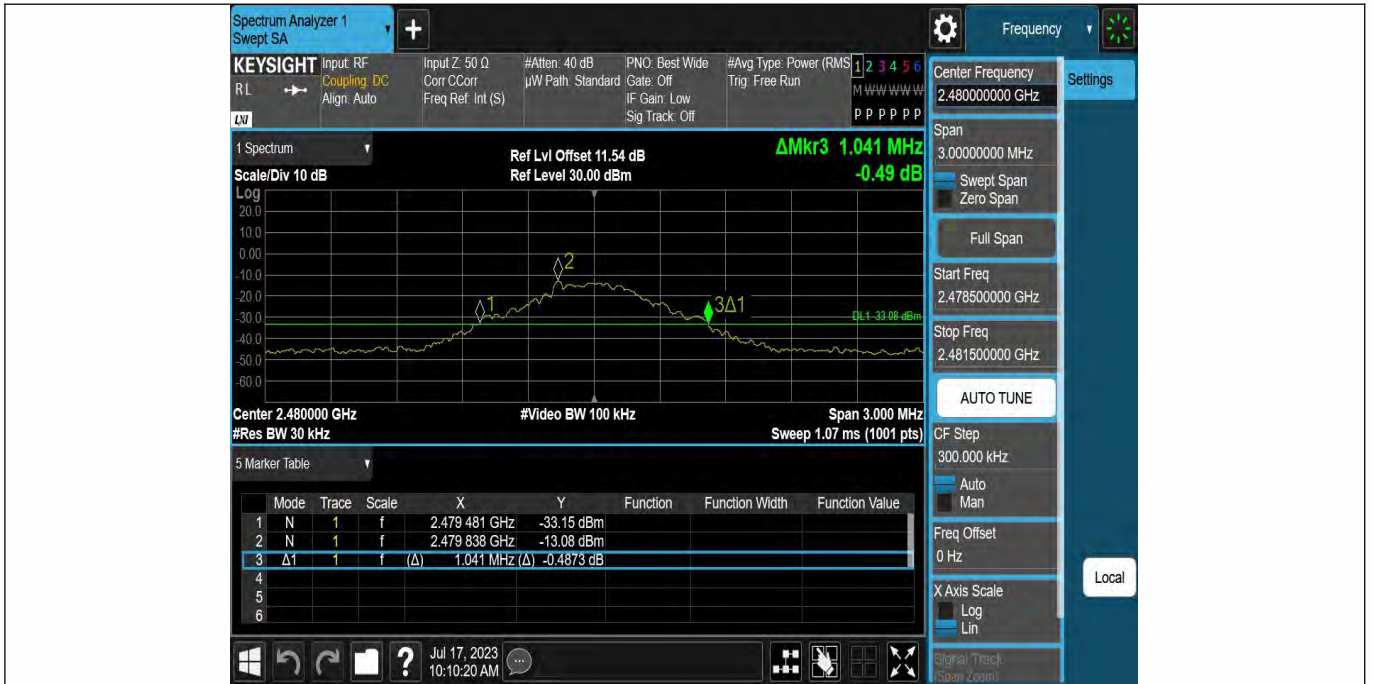 Spectrum Analyzer 1
Swept SA
+
Frequency
KEYSIGHT
RL
LXI
Input: RF
Coupling: DC
Align: Auto
Input Z: 50 Ω
Corr CCorr
Freq Ref: Int (S)
#Atten: 40 dB
µW Path: Standard
PNO: Best Wide
Gate: Off
IF Gain: Low
Sig Track: Off
#Avg Type: Power (RMS
Trig: Free Run
1 2 3 4 5 6
M W W W W W
P P P P P P
1 Spectrum
Scale/Div 10 dB
Ref Lvl Offset 11.54 dB
Ref Level 30.00 dBm
ΔMkr3 1.041 MHz
-0.49 dB
Log
20.0
10.0
0.00
-10.0
-20.0
-30.0
-40.0
-50.0
-60.0
1
2
3Δ1
DL1 -33.08 dBm
Center 2.480000 GHz
#Video BW 100 kHz
Span 3.000 MHz
#Res BW 30 kHz
Sweep 1.07 ms (1001 pts)
5 Marker Table
Mode Trace Scale X Y Function Function Width Function Value
1 N 1 f 2.479 481 GHz -33.15 dBm
2 N 1 f 2.479 838 GHz -13.08 dBm
3 Δ1 1 f (Δ) 1.041 MHz (Δ) -0.4873 dB
4
5
6
Jul 17, 2023
10:10:20 AM
?
Center Frequency
2.480000000 GHz
Settings
Span
3.00000000 MHz
Swept Span
Zero Span
Full Span
Start Freq
2.478500000 GHz
Stop Freq
2.481500000 GHz
AUTO TUNE
CF Step
300.000 kHz
Auto
Man
Freq Offset
0 Hz
Local
X Axis Scale
Log
Lin
Signal Track
(Span Zoom)